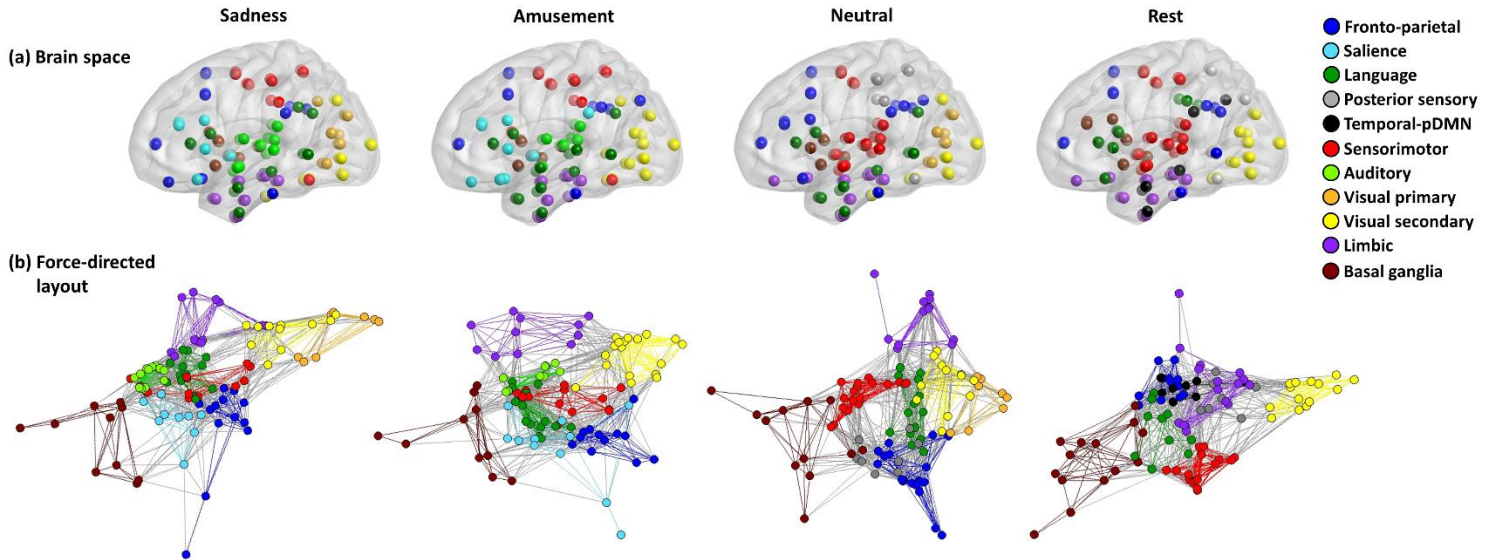 Sadness
Amusement
Neutral
Rest
(a) Brain space
Fronto-parietal
Salience
Language
Posterior sensory
Temporal-pDMN
Sensorimotor
Auditory
Visual primary
Visual secondary
Limbic
Basal ganglia
(b) Force-directed
layout